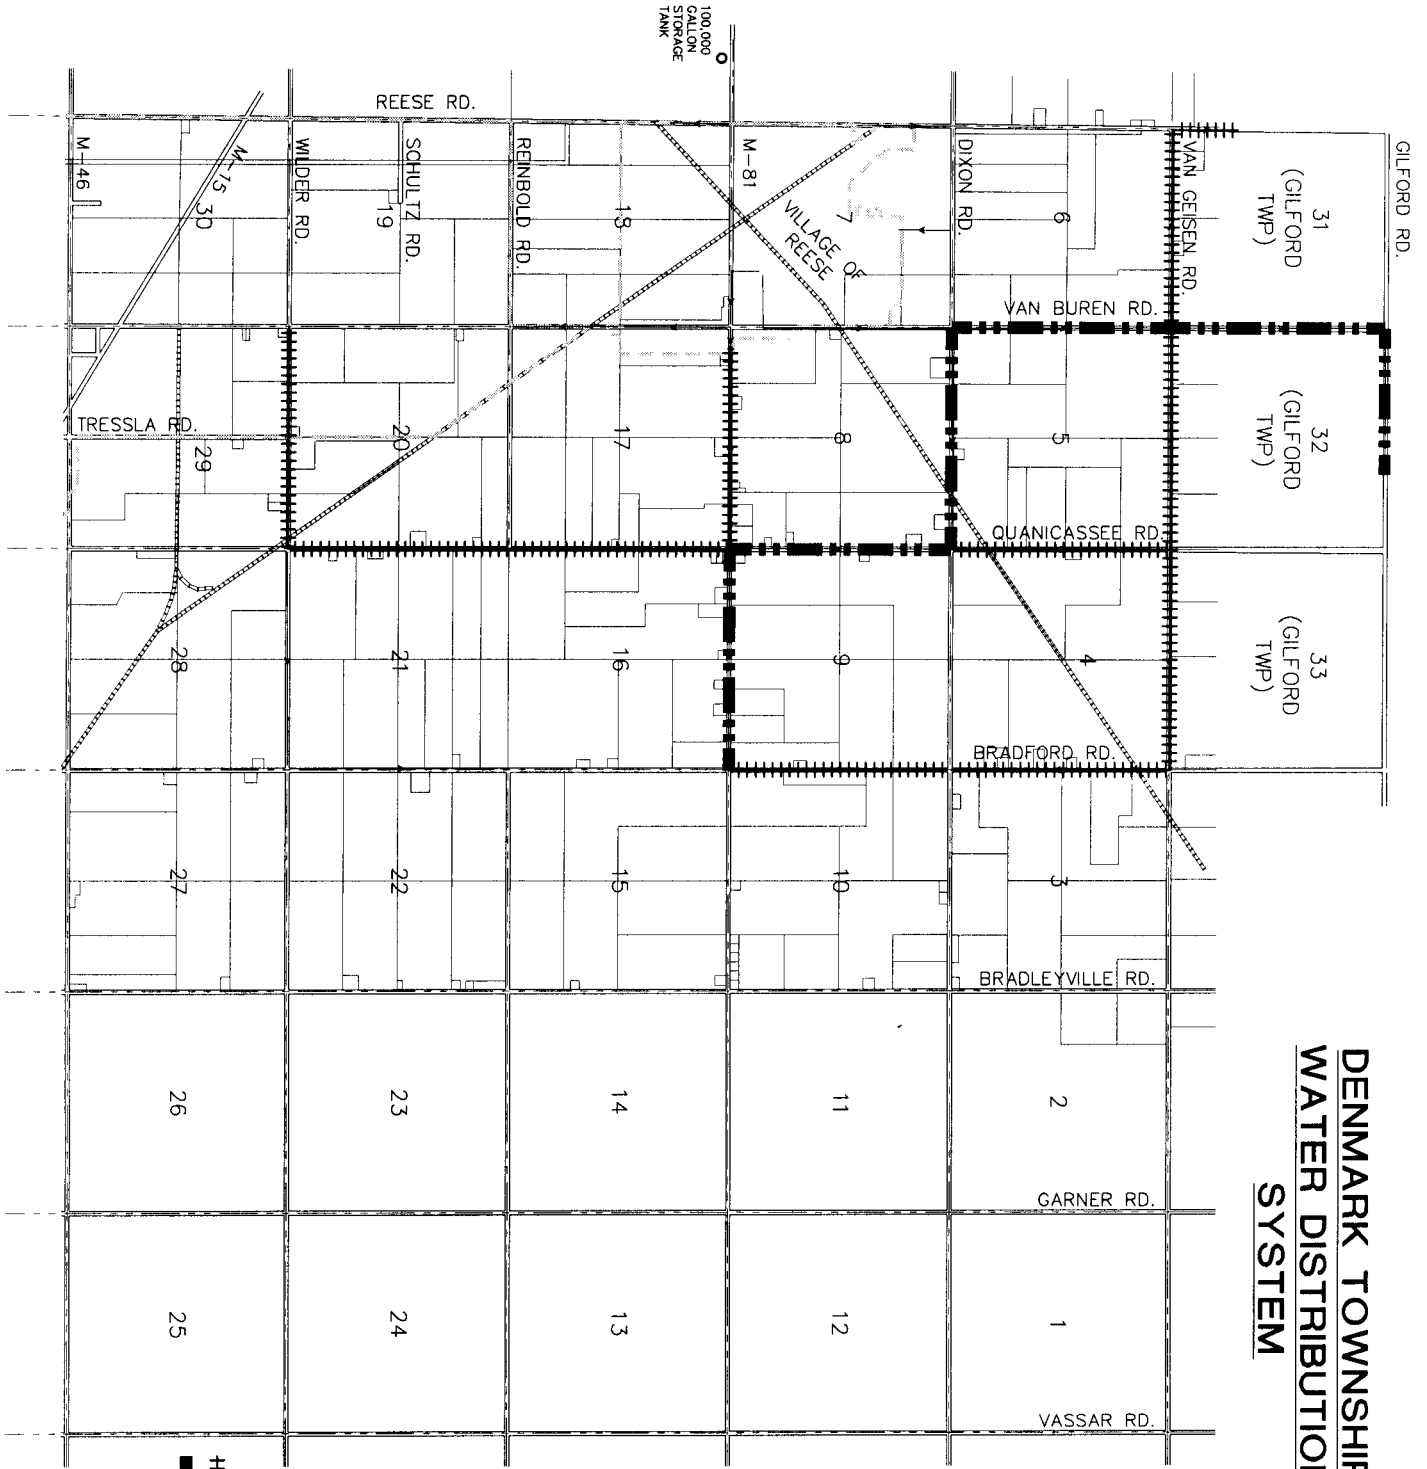 DENMARK TOWNSHIP
WATER DISTRIBUTION
SYSTEM
GILFORD RD.
31
(GILFORD
TWP)
32
(GILFORD
TWP)
33
(GILFORD
TWP)
VAN GEISEN RD.
VAN BUREN RD.
QUANICASSEE RD.
BRADFORD RD.
BRADLEYVILLE RD.
GARNER RD.
VASSAR RD.
6
5
4
3
2
1
DIXON RD.
7
VILLAGE OF
REESE
8
9
10
11
12
100,000
GALLON
STORAGE
TANK
M-81
18
17
16
15
14
13
REINBOLD RD.
REESE RD.
SCHULTZ RD.
19
20
21
22
23
24
WILDER RD.
M-15
30
29
28
27
26
25
TRESSLA RD.
M-46